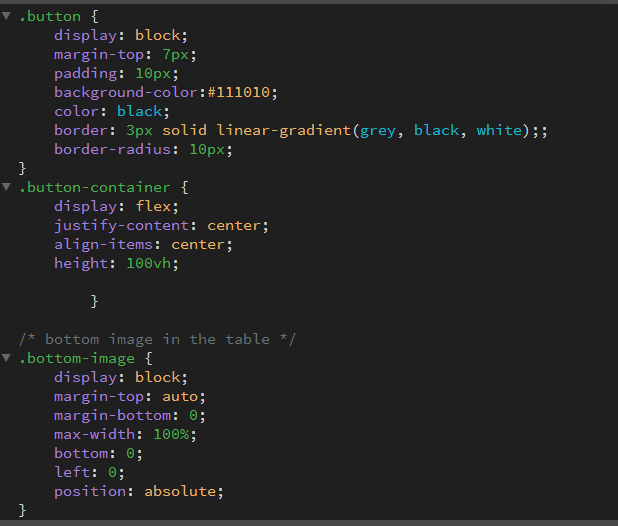 .button {
    display: block;
    margin-top: 7px;
    padding: 10px;
    background-color:#111010;
    color: black;
    border: 3px solid linear-gradient(grey, black, white);;
    border-radius: 10px;
}
.button-container {
    display: flex;
    justify-content: center;
    align-items: center;
    height: 100vh;

        }

/* bottom image in the table */
.bottom-image {
    display: block;
    margin-top: auto;
    margin-bottom: 0;
    max-width: 100%;
    bottom: 0;
    left: 0;
    position: absolute;
}